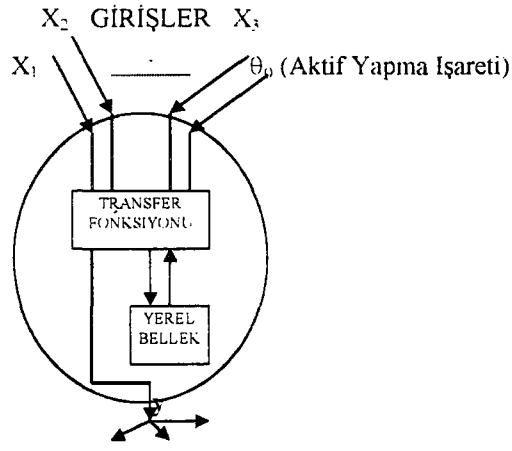 X₂ GİRİŞLER X₃
X₁
θ₀ (Aktif Yapma Işareti)
TRANSFER
FONKSIYONU
YEREL
BELLEK
y